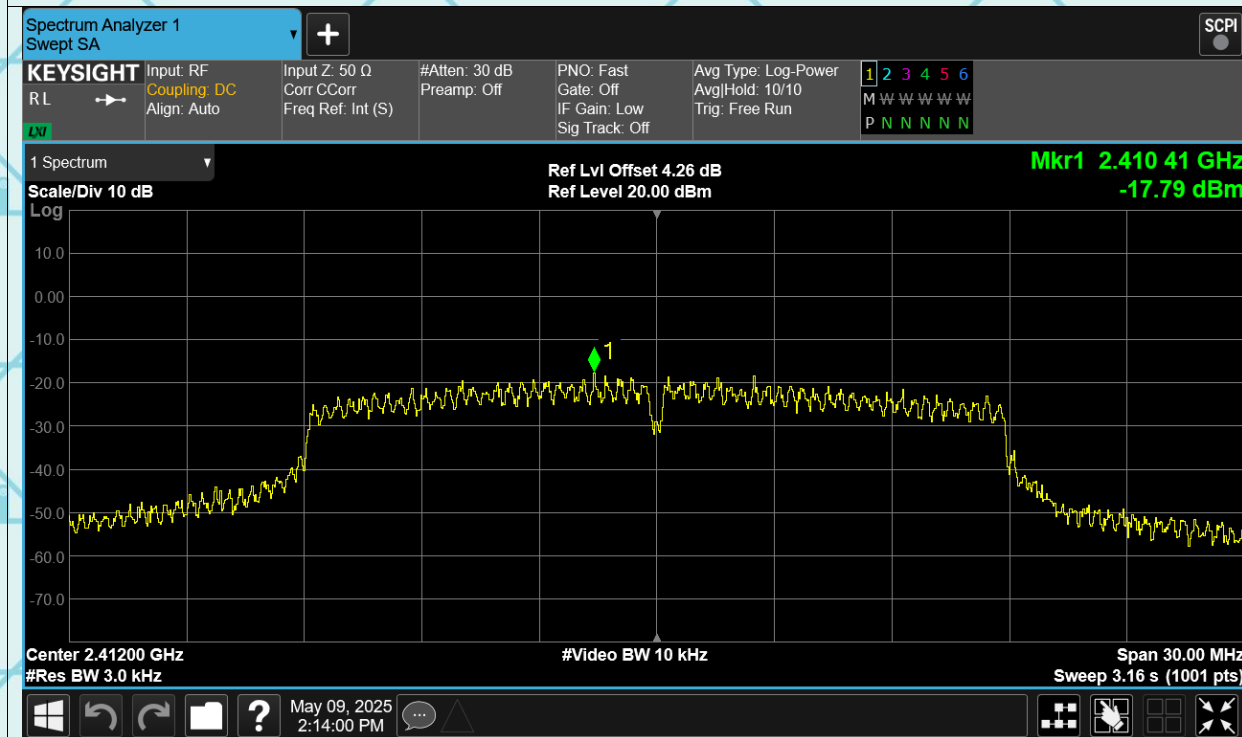 Spectrum Analyzer 1
Swept SA
▼
+
SCPI
KEYSIGHT
RL
LXI
Input: RF
Coupling: DC
Align: Auto
Input Z: 50 Ω
Corr CCorr
Freq Ref: Int (S)
#Atten: 30 dB
Preamp: Off
PNO: Fast
Gate: Off
IF Gain: Low
Sig Track: Off
Avg Type: Log-Power
Avg|Hold: 10/10
Trig: Free Run
1 2 3 4 5 6
M W W W W W
P N N N N N
1 Spectrum ▼
Scale/Div 10 dB
Ref Lvl Offset 4.26 dB
Ref Level 20.00 dBm
Mkr1 2.410 41 GHz
-17.79 dBm
Log
10.0
0.00
-10.0
-20.0
-30.0
-40.0
-50.0
-60.0
-70.0
1
Center 2.41200 GHz
#Res BW 3.0 kHz
#Video BW 10 kHz
Span 30.00 MHz
Sweep 3.16 s (1001 pts)
?
May 09, 2025
2:14:00 PM
...